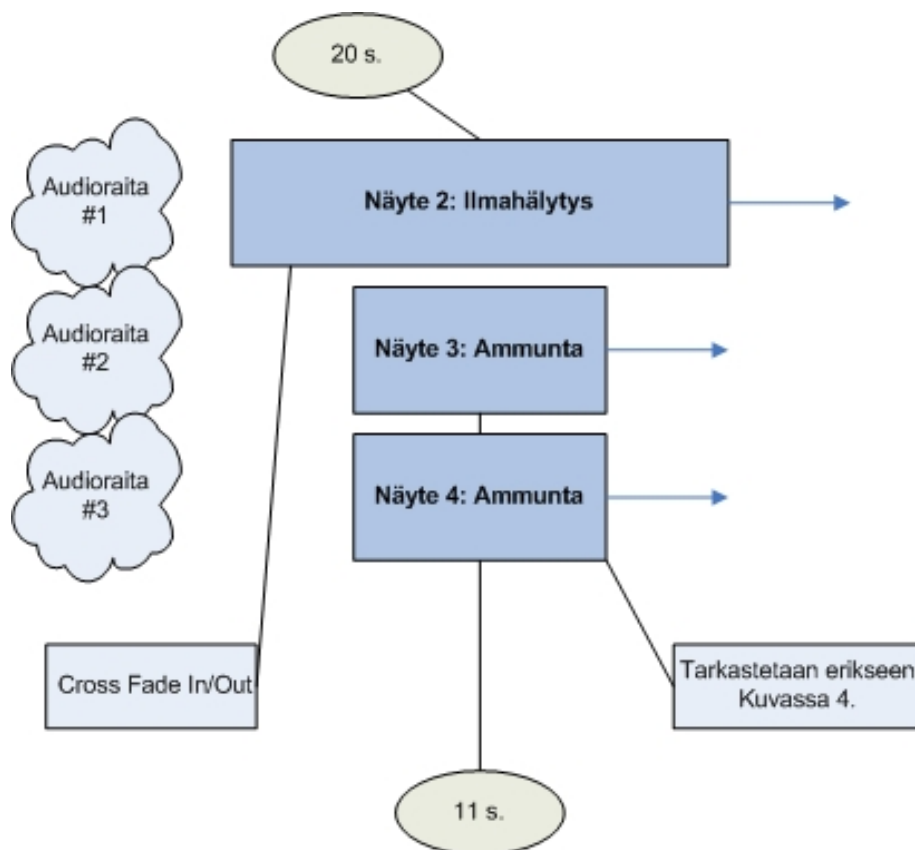 20 s.
Audioraita
#1
Näyte 2: Ilmahälytys
Audioraita
#2
Näyte 3: Ammunta
Audioraita
#3
Näyte 4: Ammunta
Cross Fade In/Out
Tarkastetaan erikseen
Kuvassa 4.
11 s.